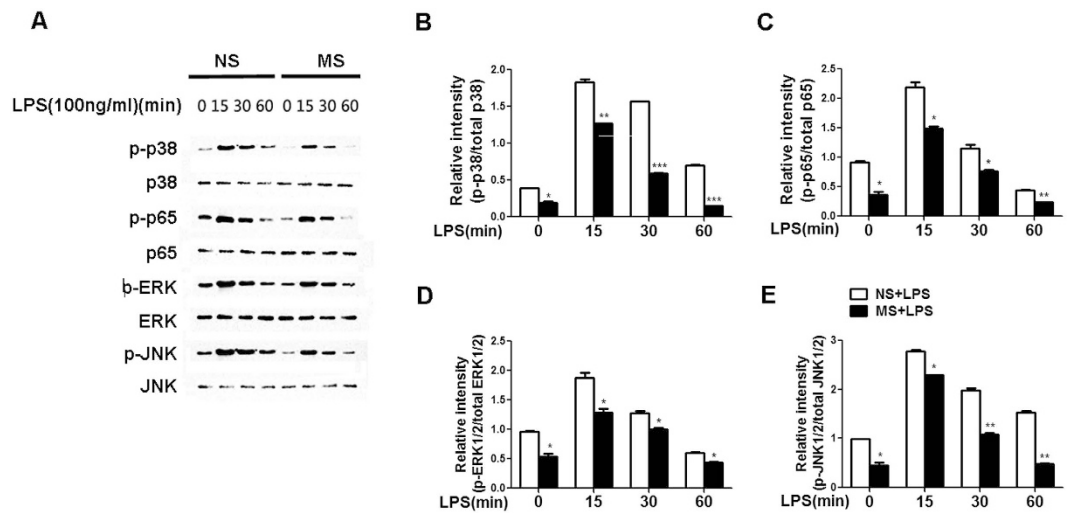 A
NS MS
LPS(100ng/ml)(min) 0 15 30 60 0 15 30 60
p-p38
p38
p-p65
p65
p-ERK
ERK
p-JNK
JNK
B
Relative intensity
(p-p38/total p38)
2.0
1.5
1.0
0.5
0.0
*
**
***
***
LPS(min) 0 15 30 60
C
Relative intensity
(p-p65/total p65)
2.5
2.0
1.5
1.0
0.5
0.0
*
*
*
**
LPS(min) 0 15 30 60
D
Relative intensity
(p-ERK1/2/total ERK1/2)
2.5
2.0
1.5
1.0
0.5
0.0
*
*
*
*
LPS(min) 0 15 30 60
E
NS+LPS
MS+LPS
Relative intensity
(p-JNK1/2/total JNK1/2)
3
2
1
0
*
*
**
**
LPS(min) 0 15 30 60